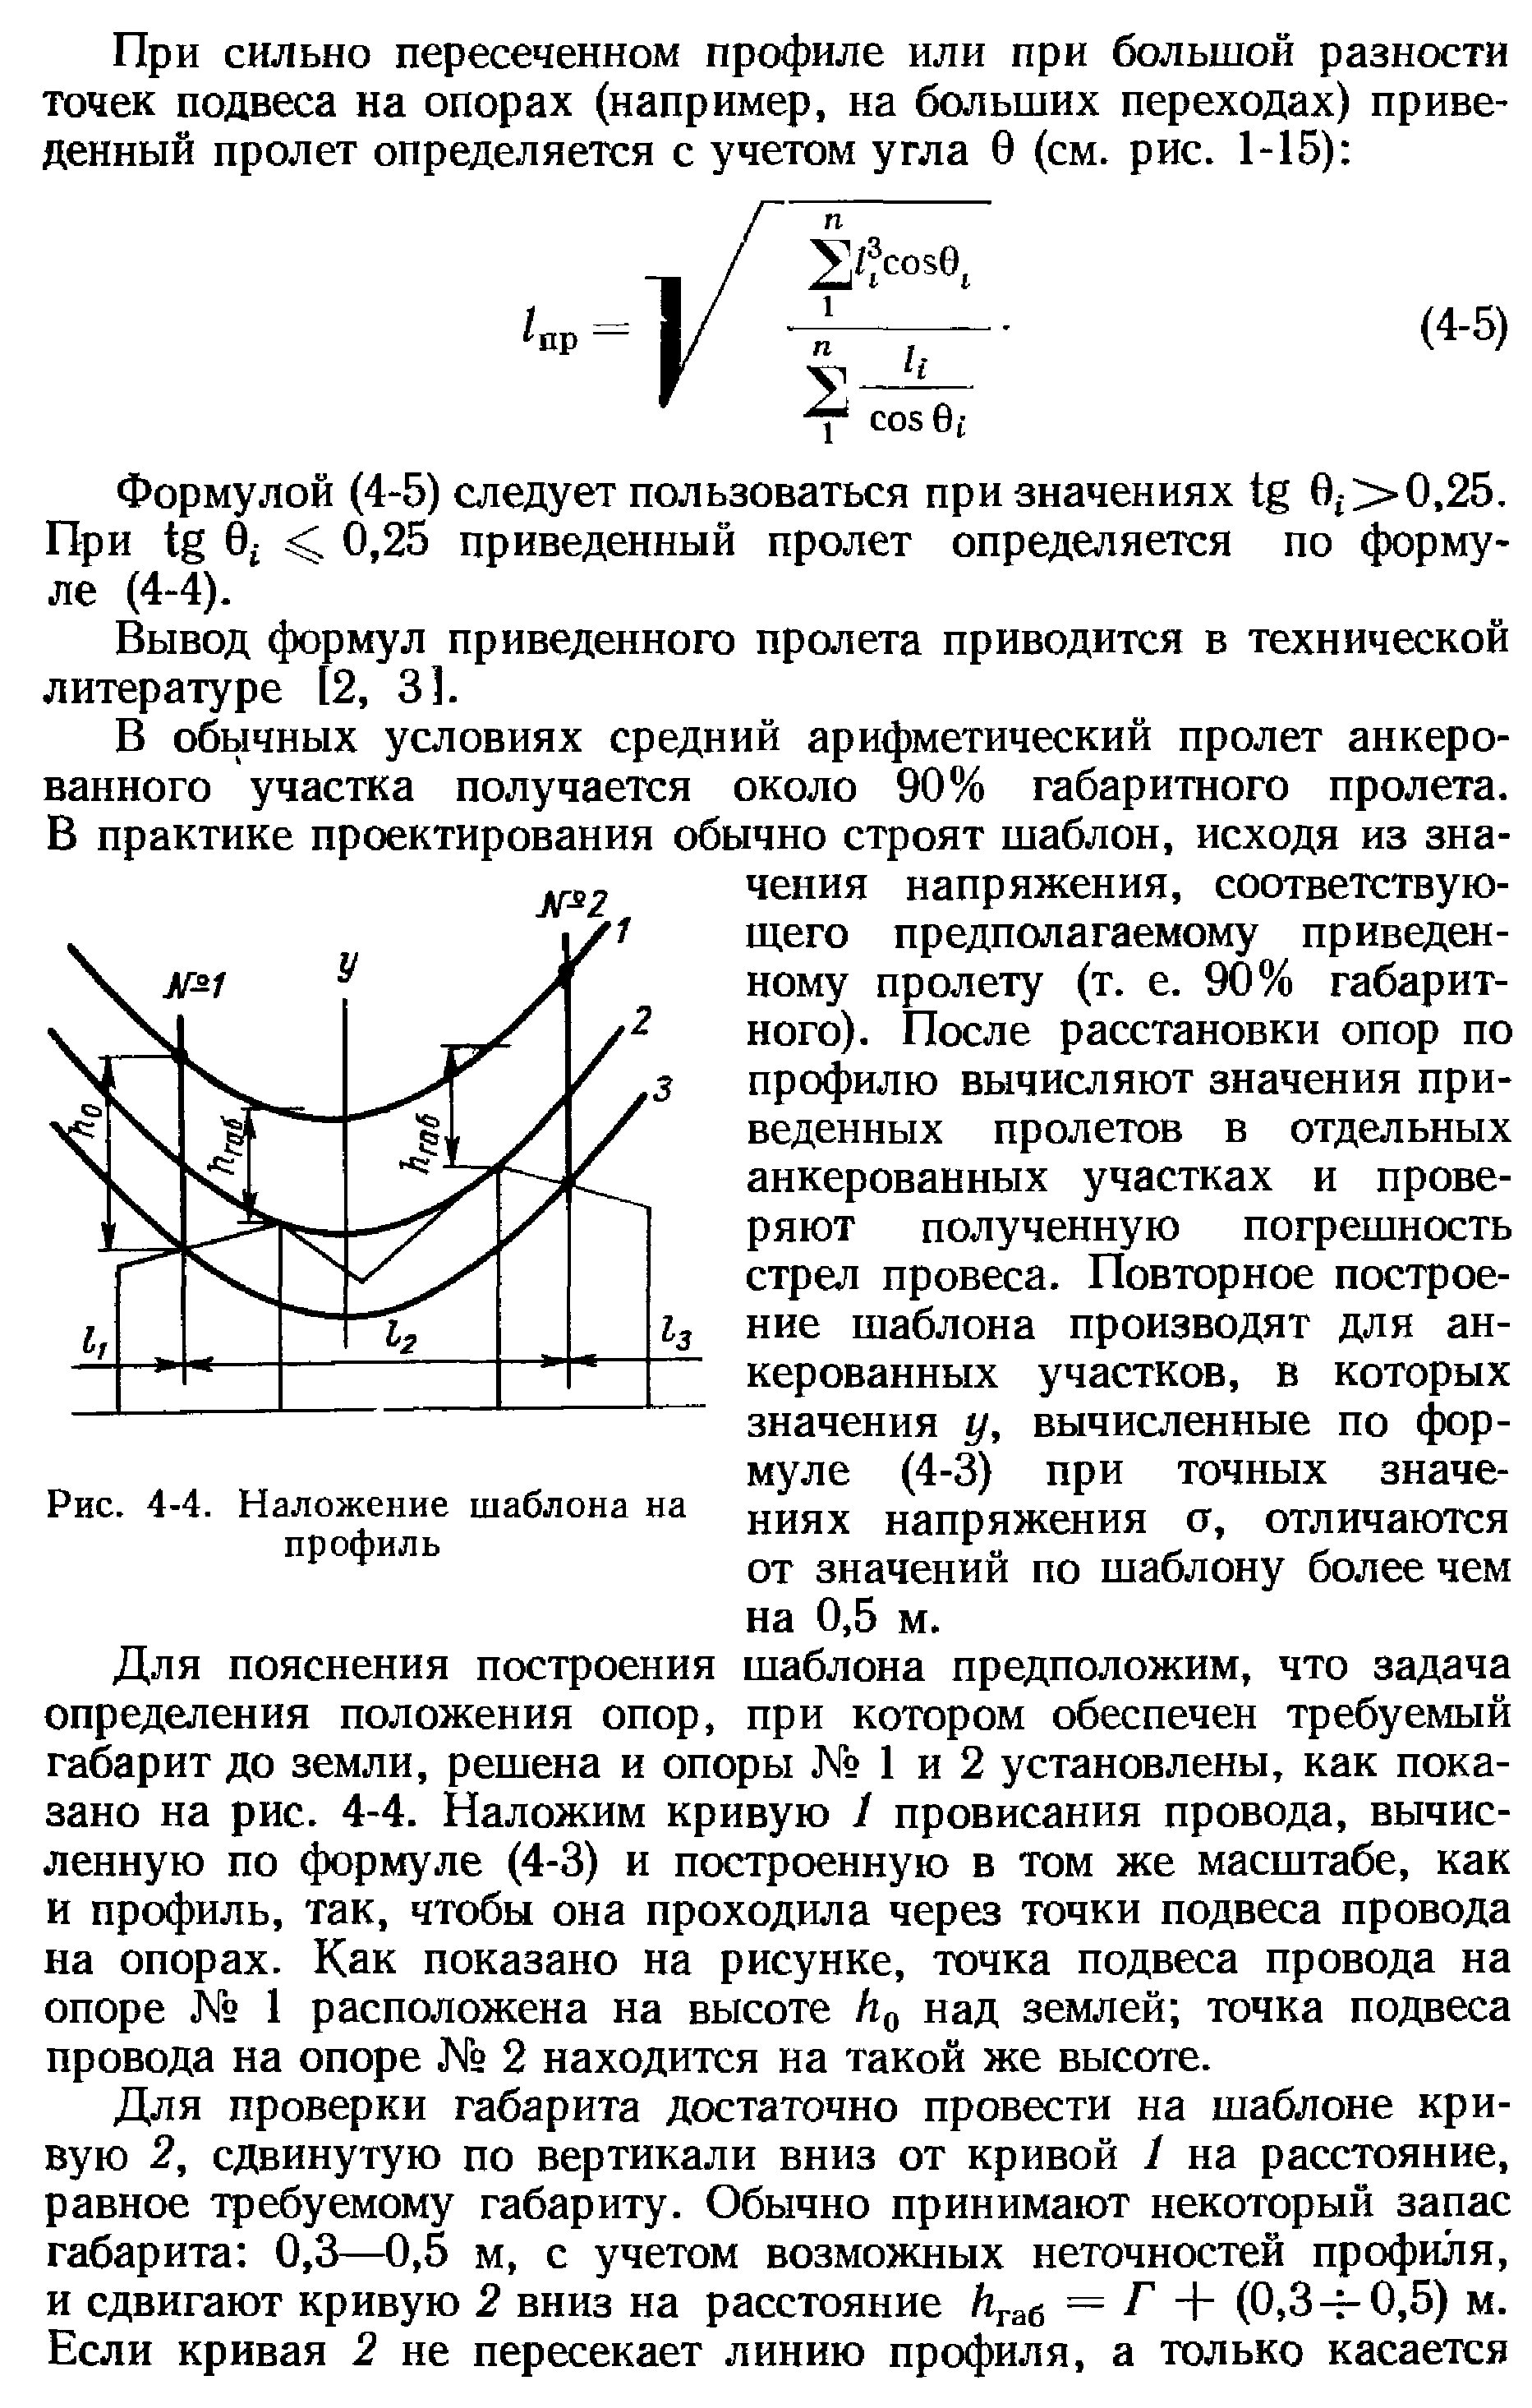 При сильно пересеченном профиле или при большой разности
точек подвеса на опорах (например, на больших переходах) приве-
денный пролет определяется с учетом угла θ (см. рис. 1-15):
n
∑ l³ᵢ cosθᵢ
1
lпр = √ ———— . (4-5)
n
∑ lᵢ / cos θᵢ
1
Формулой (4-5) следует пользоваться при значениях tg θᵢ > 0,25.
При tg θᵢ ⩽ 0,25 приведенный пролет определяется по форму-
ле (4-4).
Вывод формул приведенного пролета приводится в технической
литературе [2, 3].
В обычных условиях средний арифметический пролет анкеро-
ванного участка получается около 90% габаритного пролета.
В практике проектирования обычно строят шаблон, исходя из зна-
чения напряжения, соответствую-
щего предполагаемому приведен-
ному пролету (т. е. 90% габарит-
ного). После расстановки опор по
профилю вычисляют значения при-
веденных пролетов в отдельных
анкерованных участках и прове-
ряют полученную погрешность
стрел провеса. Повторное построе-
ние шаблона производят для ан-
керованных участков, в которых
значения y, вычисленные по фор-
муле (4-3) при точных значе-
ниях напряжения σ, отличаются
от значений по шаблону более чем
на 0,5 м.
№1
y
№2
1
2
3
h₀
hгаб
hгаб
l₁
l₂
l₃
Рис. 4-4. Наложение шаблона на
профиль
Для пояснения построения шаблона предположим, что задача
определения положения опор, при котором обеспечен требуемый
габарит до земли, решена и опоры № 1 и 2 установлены, как пока-
зано на рис. 4-4. Наложим кривую 1 провисания провода, вычис-
ленную по формуле (4-3) и построенную в том же масштабе, как
и профиль, так, чтобы она проходила через точки подвеса провода
на опорах. Как показано на рисунке, точка подвеса провода на
опоре № 1 расположена на высоте h₀ над землей; точка подвеса
провода на опоре № 2 находится на такой же высоте.
Для проверки габарита достаточно провести на шаблоне кри-
вую 2, сдвинутую по вертикали вниз от кривой 1 на расстояние,
равное требуемому габариту. Обычно принимают некоторый запас
габарита: 0,3—0,5 м, с учетом возможных неточностей профиля,
и сдвигают кривую 2 вниз на расстояние hгаб = Г + (0,3÷0,5) м.
Если кривая 2 не пересекает линию профиля, а только касается